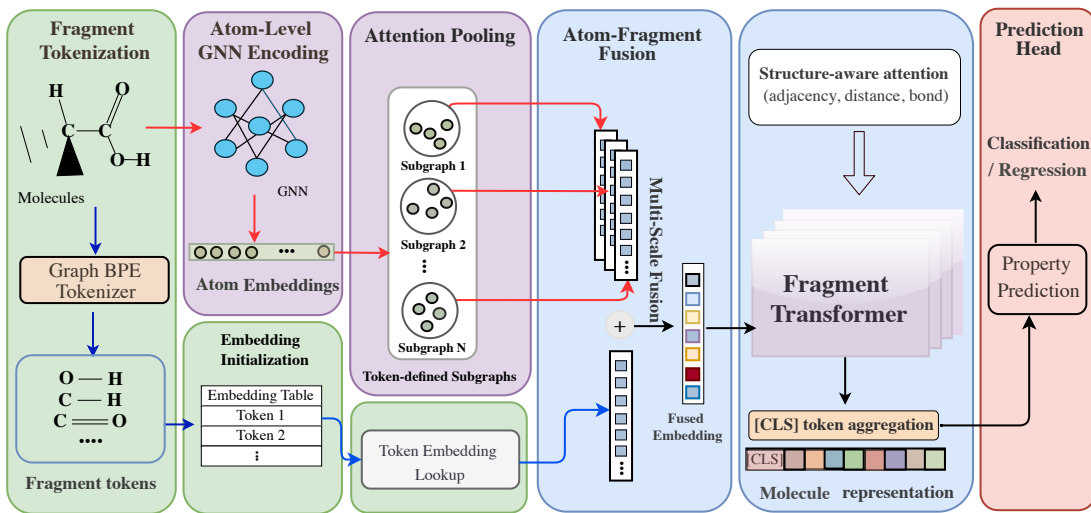 Fragment
Tokenization
H
O
C
C
O
H
Molecules
Graph BPE
Tokenizer
O — H
C — H
C ═ O
....
Fragment tokens
Atom-Level
GNN Encoding
GNN
...
Atom Embeddings
Embedding
Initialization
Embedding Table
Token 1
Token 2
⋮
Attention Pooling
Subgraph 1
Subgraph 2
...
Subgraph N
Token-defined Subgraphs
Token Embedding
Lookup
Atom-Fragment
Fusion
⋮
Multi-Scale Fusion
+
⋮
Fused
Embedding
Structure-aware attention
(adjacency, distance, bond)
Fragment
Transformer
[CLS] token aggregation
[CLS]
Molecule representation
Prediction
Head
Classification
/ Regression
Property
Prediction